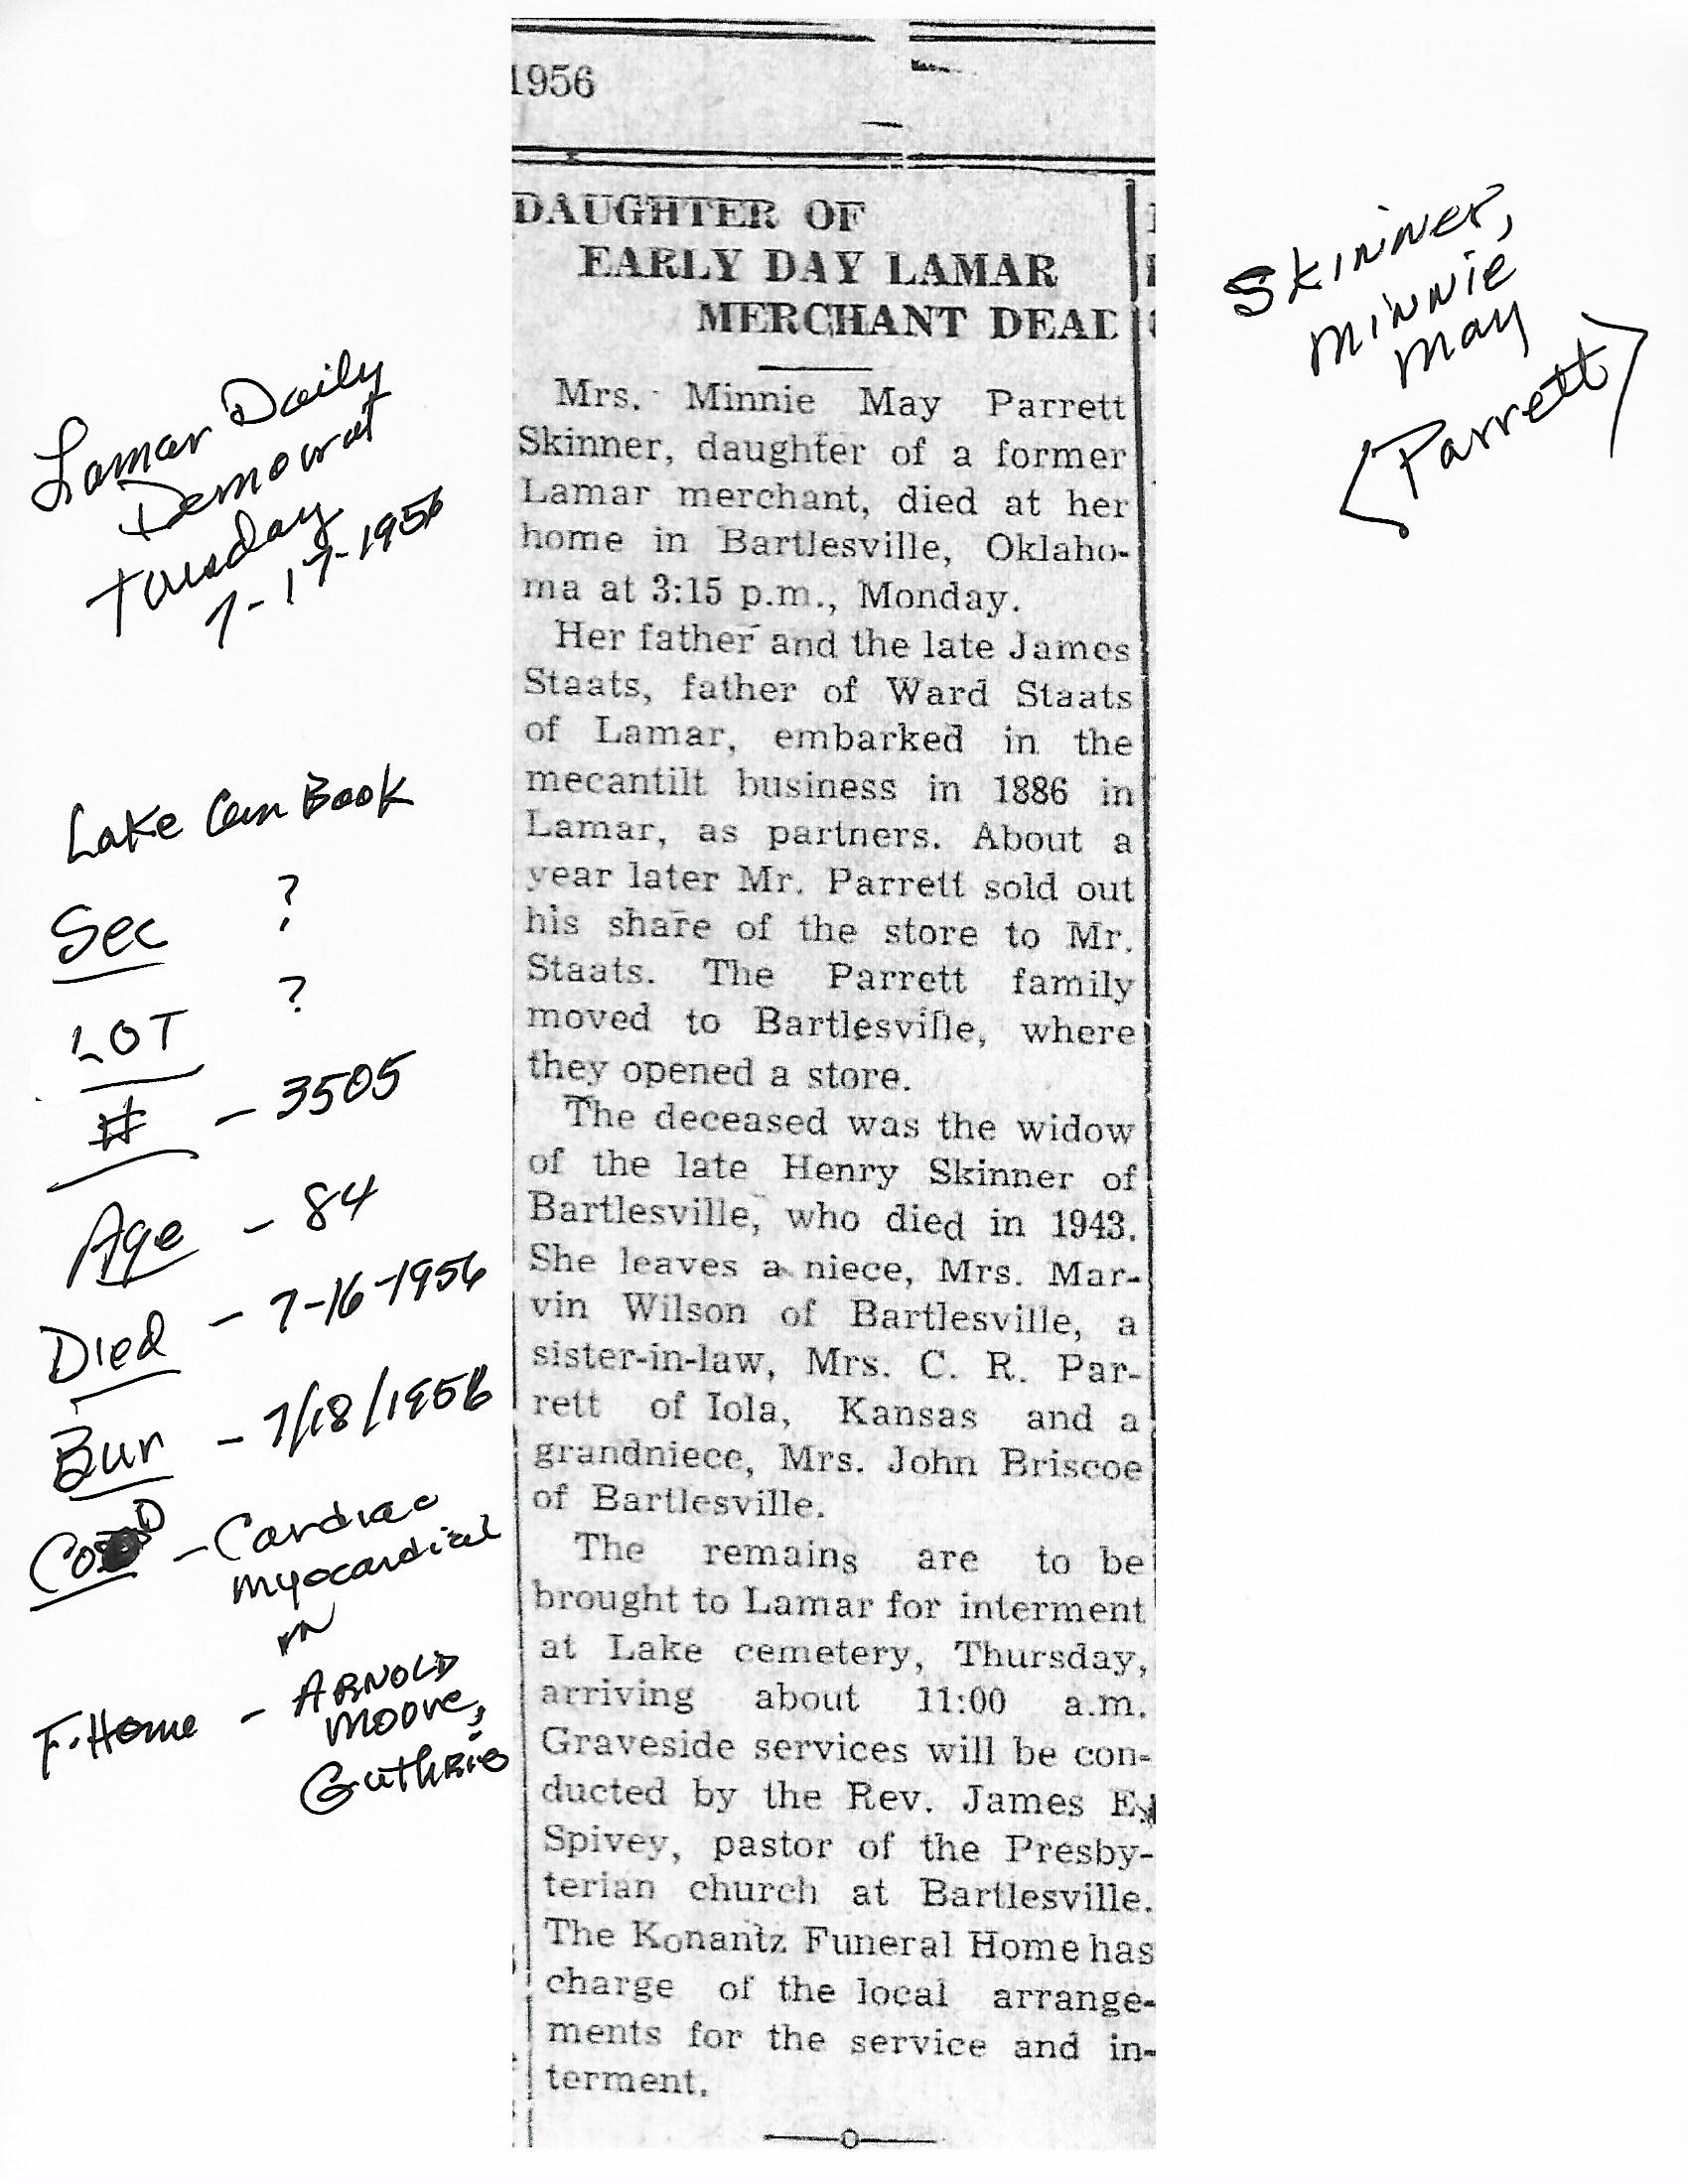 1956
DAUGHTER OF
EARLY DAY LAMAR
MERCHANT DEAD
Mrs. Minnie May Parrett
Skinner, daughter of a former
Lamar merchant, died at her
home in Bartlesville, Oklaho-
ma at 3:15 p.m., Monday.
Her father and the late James
Staats, father of Ward Staats
of Lamar, embarked in the
mecantilt business in 1886 in
Lamar, as partners. About a
year later Mr. Parrett sold out
his share of the store to Mr.
Staats. The Parrett family
moved to Bartlesville, where
they opened a store.
The deceased was the widow
of the late Henry Skinner of
Bartlesville, who died in 1943.
She leaves a niece, Mrs. Mar-
vin Wilson of Bartlesville, a
sister-in-law, Mrs. C. R. Par-
rett of Iola, Kansas and a
grandniece, Mrs. John Briscoe
of Bartlesville.
The remains are to be
brought to Lamar for interment
at Lake cemetery, Thursday,
arriving about 11:00 a.m.
Graveside services will be con-
ducted by the Rev. James E.
Spivey, pastor of the Presby-
terian church at Bartlesville.
The Konantz Funeral Home has
charge of the local arrange-
ments for the service and in-
terment.
Skinner,
Minnie
May
<Parrett>
Lamar Daily
Democrat
Tuesday
7-17-1956
Lake Cem Book
Sec ?
LOT ?
# - 3505
Age - 84
Died - 7-16-1956
Bur - 7/18/1956
CoD - Cardiac
myocardial
F. Home - ARNOLD
Moore,
Guthrie